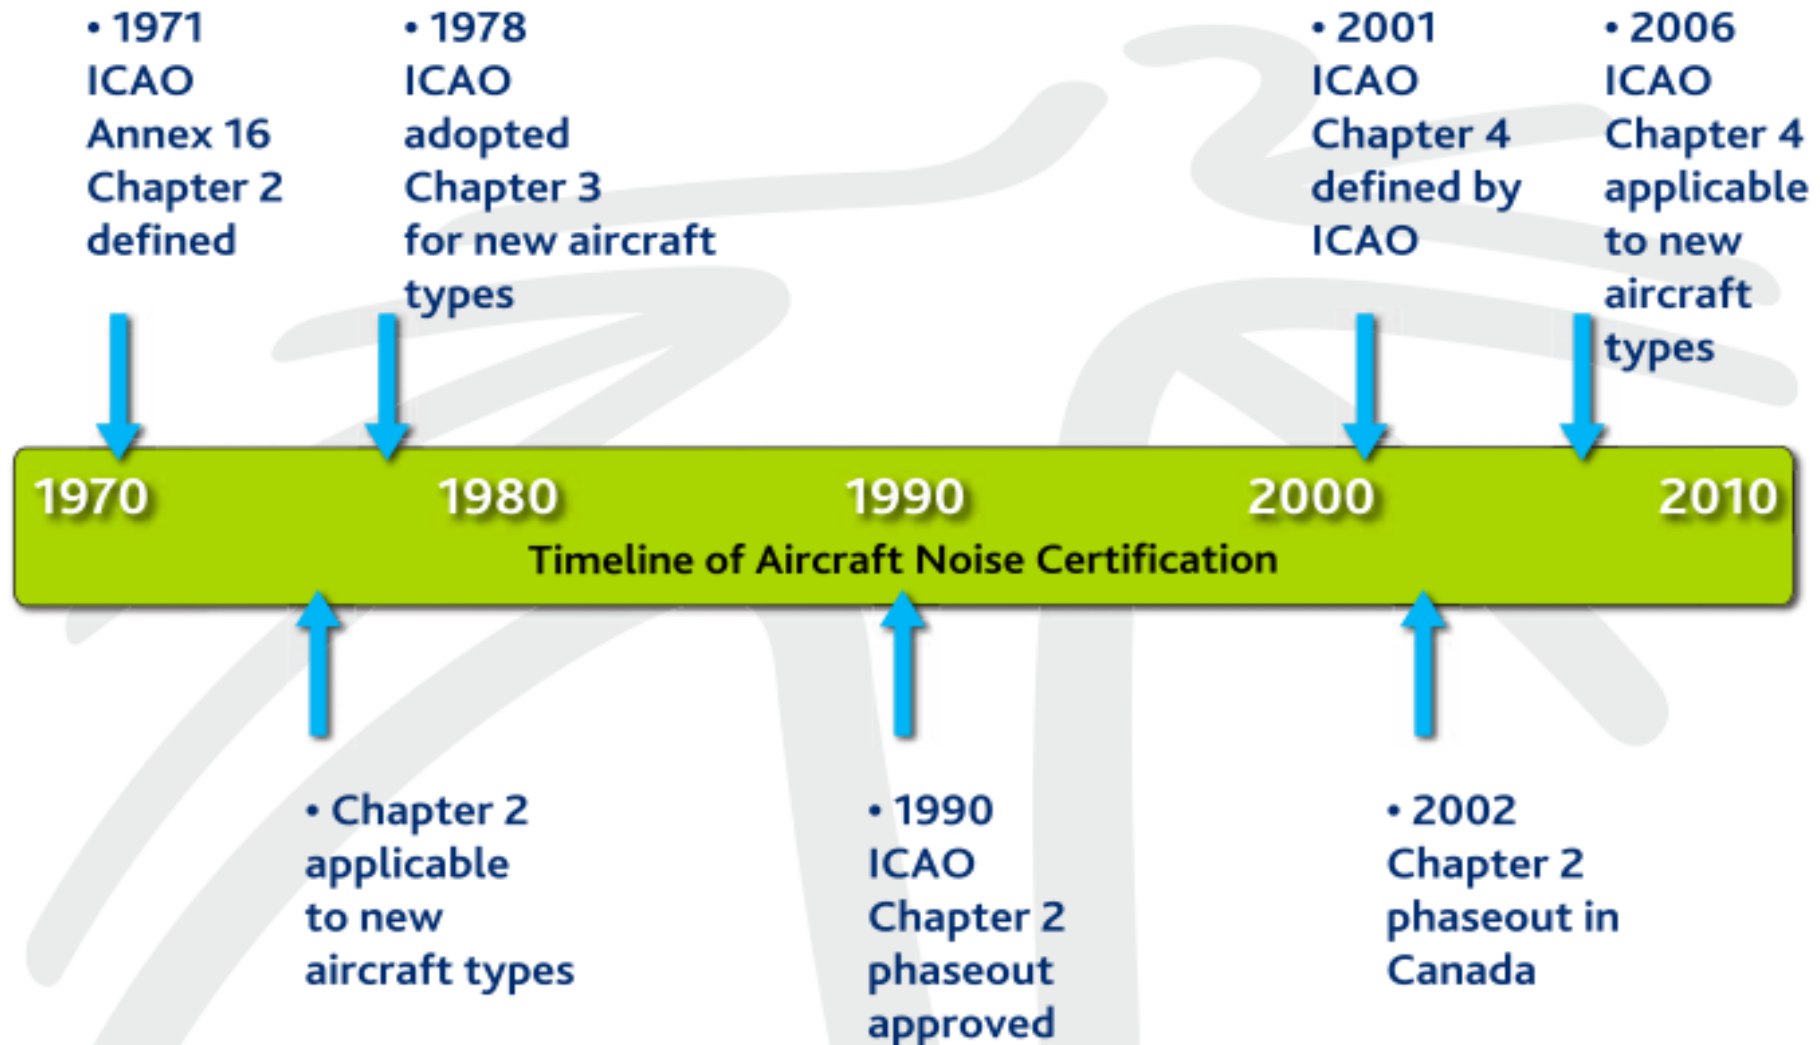 • 1971
ICAO
Annex 16
Chapter 2
defined
• 1978
ICAO
adopted
Chapter 3
for new aircraft
types
• 2001
ICAO
Chapter 4
defined by
ICAO
• 2006
ICAO
Chapter 4
applicable
to new
aircraft
types
1970 1980 1990 2000 2010
Timeline of Aircraft Noise Certification
• Chapter 2
applicable
to new
aircraft types
• 1990
ICAO
Chapter 2
phaseout
approved
• 2002
Chapter 2
phaseout in
Canada